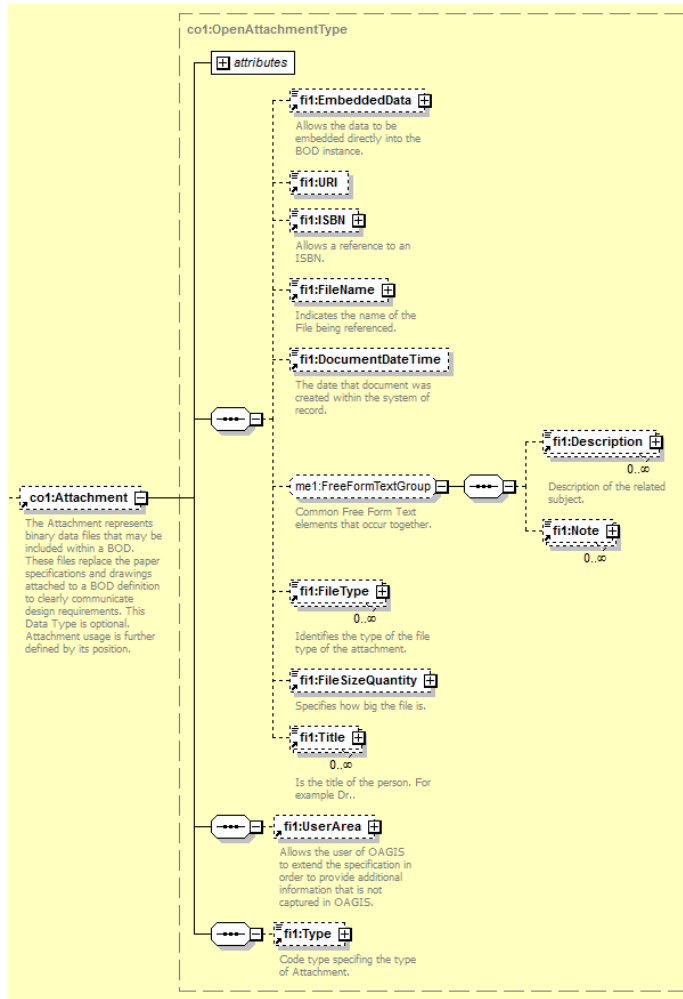 co1:OpenAttachmentType
attributes
fi1:EmbeddedData
Allows the data to be
embedded directly into the
BOD instance.
fi1:URI
fi1:ISBN
Allows a reference to an
ISBN.
fi1:FileName
Indicates the name of the
File being referenced.
fi1:DocumentDateTime
The date that document was
created within the system of
record.
co1:Attachment
The Attachment represents
binary data files that may be
included within a BOD.
These files replace the paper
specifications and drawings
attached to a BOD definition
to clearly communicate
design requirements. This
Data Type is optional.
Attachment usage is further
defined by its position.
me1:FreeFormTextGroup
Common Free Form Text
elements that occur together.
fi1:Description
0..∞
Description of the related
subject.
fi1:Note
0..∞
fi1:FileType
0..∞
Identifies the type of the file
type of the attachment.
fi1:FileSizeQuantity
Specifies how big the file is.
fi1:Title
0..∞
Is the title of the person. For
example Dr..
fi1:UserArea
Allows the user of OAGIS
to extend the specification in
order to provide additional
information that is not
captured in OAGIS.
fi1:Type
Code type specifing the type
of Attachment.